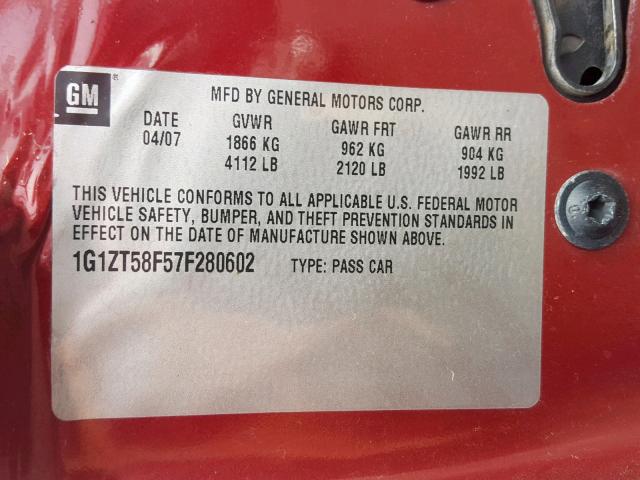 GM ®
MFD BY GENERAL MOTORS CORP.
DATE GVWR GAWR FRT GAWR RR
04/07 1866 KG 962 KG 904 KG
4112 LB 2120 LB 1992 LB
THIS VEHICLE CONFORMS TO ALL APPLICABLE U.S. FEDERAL MOTOR
VEHICLE SAFETY, BUMPER, AND THEFT PREVENTION STANDARDS IN
EFFECT ON THE DATE OF MANUFACTURE SHOWN ABOVE.
1G1ZT58F57F280602 TYPE: PASS CAR